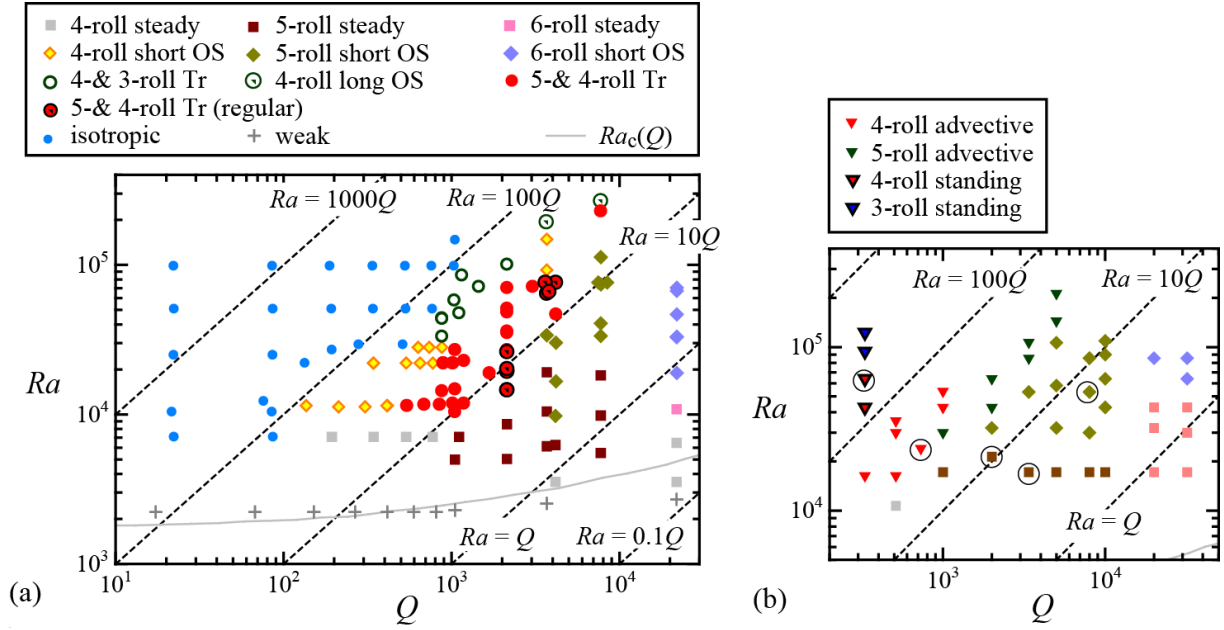 4-roll steady 5-roll steady 6-roll steady
4-roll short OS 5-roll short OS 6-roll short OS
4-& 3-roll Tr 4-roll long OS 5-& 4-roll Tr
5-& 4-roll Tr (regular)
isotropic weak Ra_c(Q)
Ra = 1000Q
Ra = 100Q
Ra = 10Q
Ra = Q
Ra = 0.1Q
10^5
10^4
10^3
Ra
10^1 10^2 10^3 10^4
Q
(a)
4-roll advective
5-roll advective
4-roll standing
3-roll standing
Ra = 100Q
Ra = 10Q
Ra = Q
10^5
10^4
Ra
10^3 10^4
Q
(b)